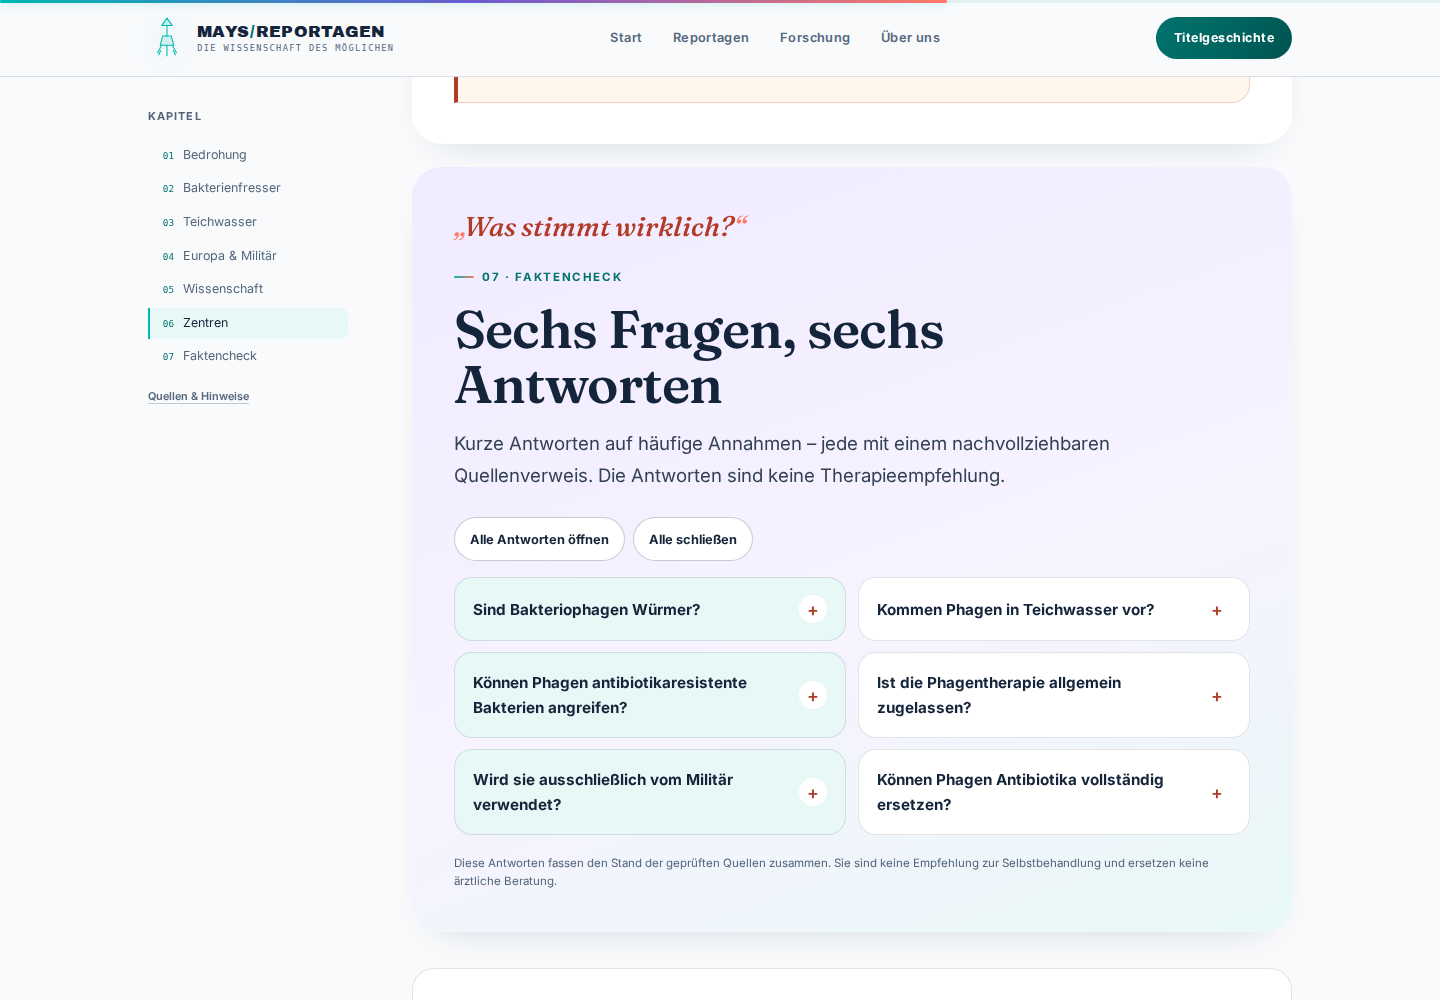 MAYS/REPORTAGEN
DIE WISSENSCHAFT DES MÖGLICHEN
Start
Reportagen
Forschung
Über uns
Titelgeschichte
KAPITEL
01 Bedrohung
02 Bakterienfresser
03 Teichwasser
04 Europa & Militär
05 Wissenschaft
06 Zentren
07 Faktencheck
Quellen & Hinweise
„Was stimmt wirklich?“
07 · FAKTENCHECK
Sechs Fragen, sechs
Antworten
Kurze Antworten auf häufige Annahmen – jede mit einem nachvollziehbaren
Quellenverweis. Die Antworten sind keine Therapieempfehlung.
Alle Antworten öffnen
Alle schließen
Sind Bakteriophagen Würmer? +
Kommen Phagen in Teichwasser vor? +
Können Phagen antibiotikaresistente
Bakterien angreifen? +
Ist die Phagentherapie allgemein
zugelassen? +
Wird sie ausschließlich vom Militär
verwendet? +
Können Phagen Antibiotika vollständig
ersetzen? +
Diese Antworten fassen den Stand der geprüften Quellen zusammen. Sie sind keine Empfehlung zur Selbstbehandlung und ersetzen keine
ärztliche Beratung.